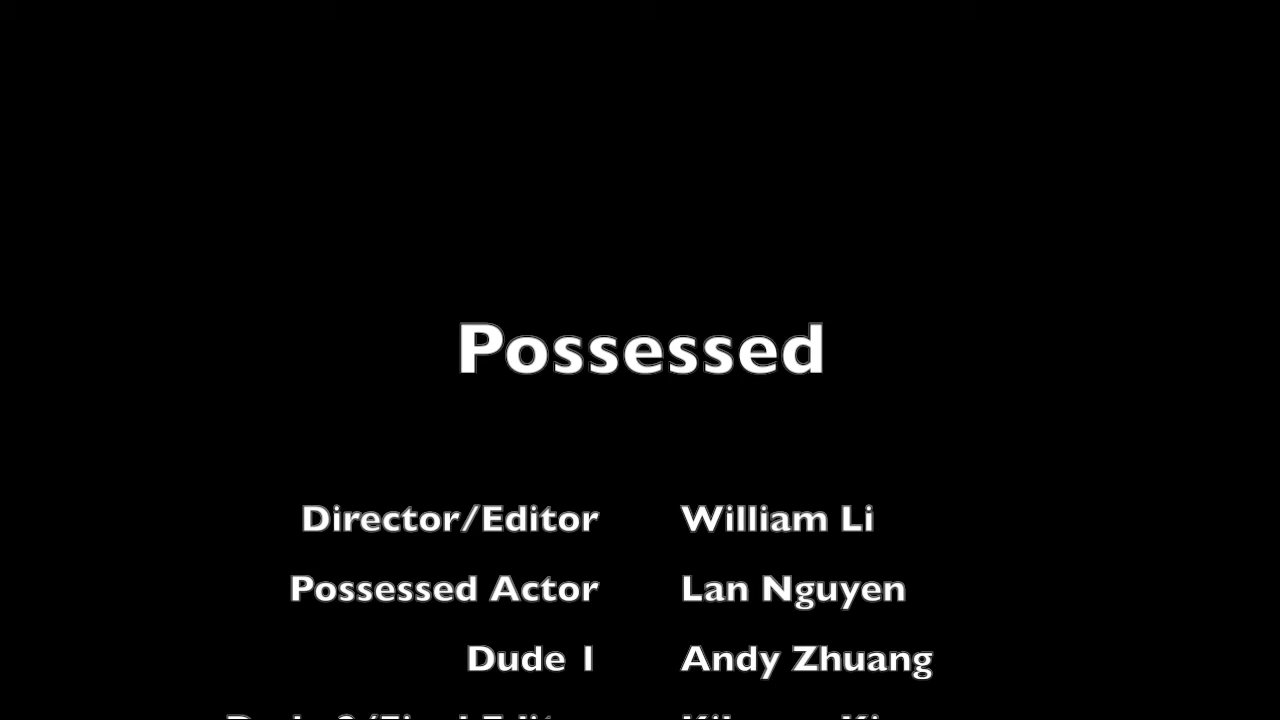 Possessed
Director/Editor William Li
Possessed Actor Lan Nguyen
Dude 1 Andy Zhuang